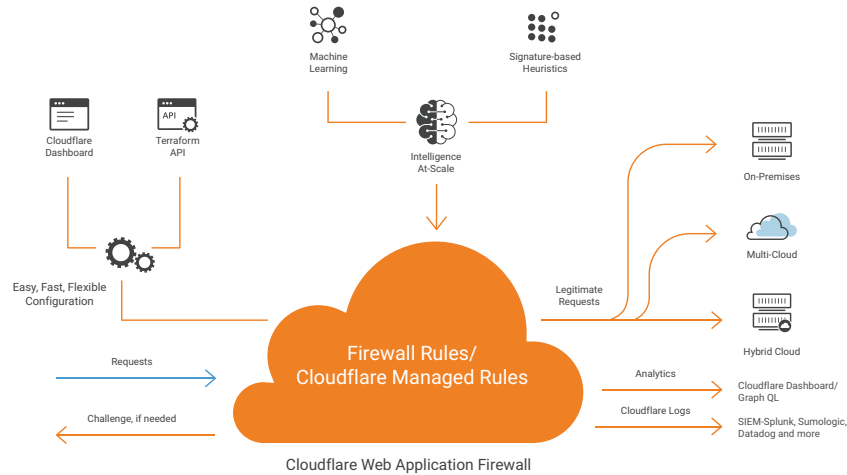 Machine
Learning
Signature-based
Heuristics
Cloudflare
Dashboard
API
Terraform
API
Intelligence
At-Scale
On-Premises
Multi-Cloud
Easy, Fast, Flexible
Configuration
Legitimate
Requests
Hybrid Cloud
Firewall Rules/
Cloudflare Managed Rules
Requests
Challenge, if needed
Analytics
Cloudflare Dashboard/
Graph QL
Cloudflare Logs
SIEM-Splunk, Sumologic,
Datadog and more
Cloudflare Web Application Firewall